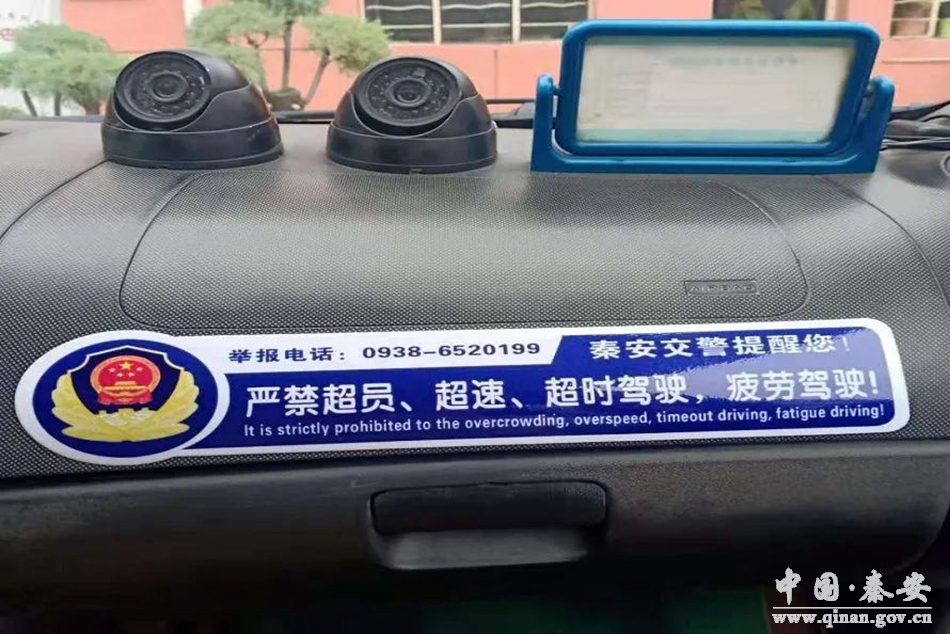 举报电话：0938-6520199
秦安交警提醒您！
严禁超员、超速、超时驾驶，疲劳驾驶！
It is strictly prohibited to the overcrowding, overspeed, timeout driving, fatigue driving!
AIRBAG
中国·秦安
www.qinan.gov.cn